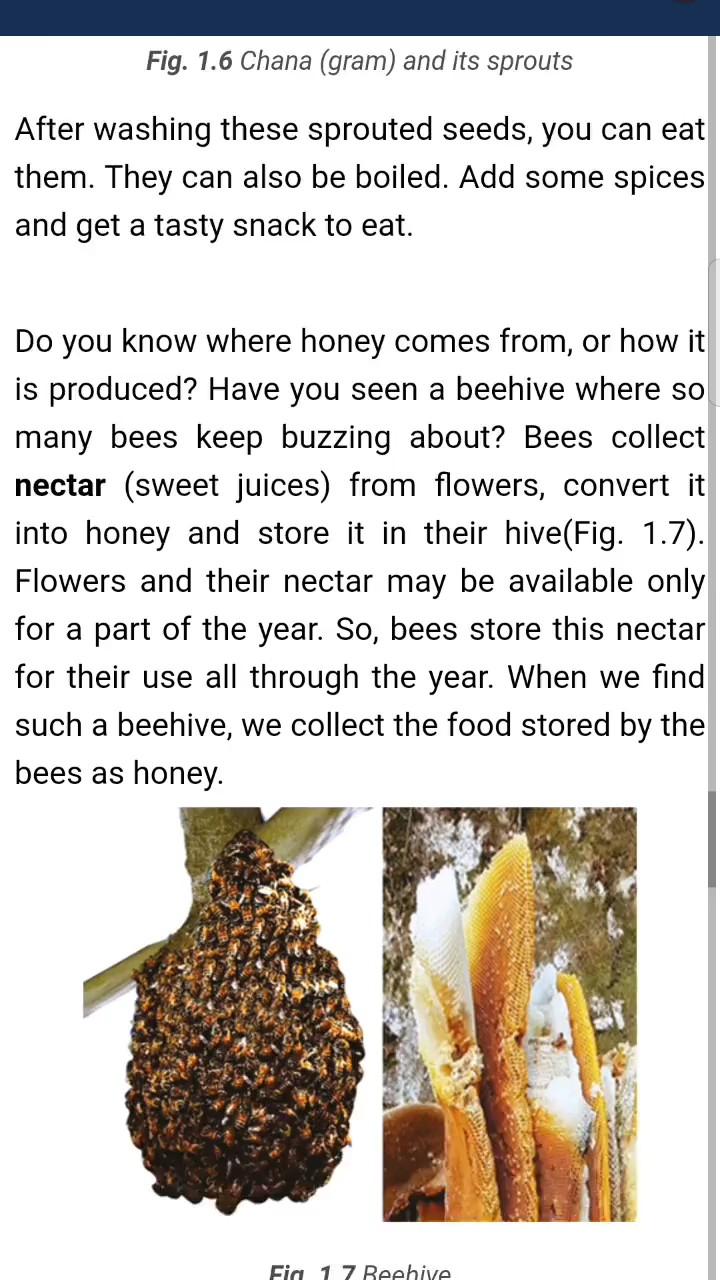 Fig. 1.6 Chana (gram) and its sprouts
After washing these sprouted seeds, you can eat
them. They can also be boiled. Add some spices
and get a tasty snack to eat.
Do you know where honey comes from, or how it
is produced? Have you seen a beehive where so
many bees keep buzzing about? Bees collect
nectar (sweet juices) from flowers, convert it
into honey and store it in their hive(Fig. 1.7).
Flowers and their nectar may be available only
for a part of the year. So, bees store this nectar
for their use all through the year. When we find
such a beehive, we collect the food stored by the
bees as honey.
Fig. 1.7 Beehive